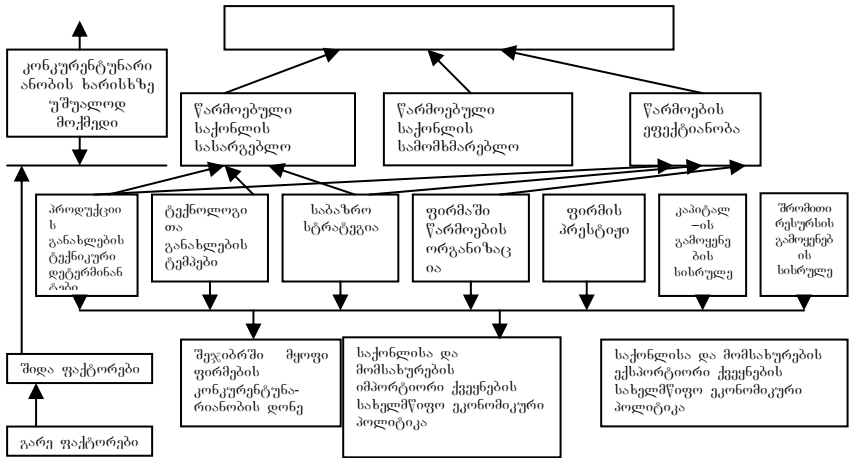 კონკურენტუნარი
ანობის ხარისხზე
უშუალოდ
მოქმედი
წარმოებული
საქონლის
სასარგებლო
წარმოებული
საქონლის
სამომხმარებლო
წარმოების
ეფექტიანობა
პროდუქციი
ს
განახლების
ტექნიკური
დეტერმინან
ტები
ტექნოლოგი
თა
განახლების
ტემპები
საბაზრო
სტრატეგია
ფირმაში
წარმოების
ორგანიზაც
ია
ფირმის
პრესტიჟი
კაპიტალ
–ის
გამოყენე
ბის
სისრულე
შრომითი
რესურსის
გამოყენებ
ის
სისრულე
შიდა ფაქტორები
გარე ფაქტორები
შეჯიბრში მყოფი
ფირმების
კონკურენტუნა-
რიანობის დონე
საქონლისა და
მომსახურების
იმპორტიორი ქვეყნების
სახელმწიფო ეკონომიკური
პოლიტიკა
საქონლისა და მომსახურების
ექსპორტიორი ქვეყნების
სახელმწიფო ეკონომიკური
პოლიტიკა